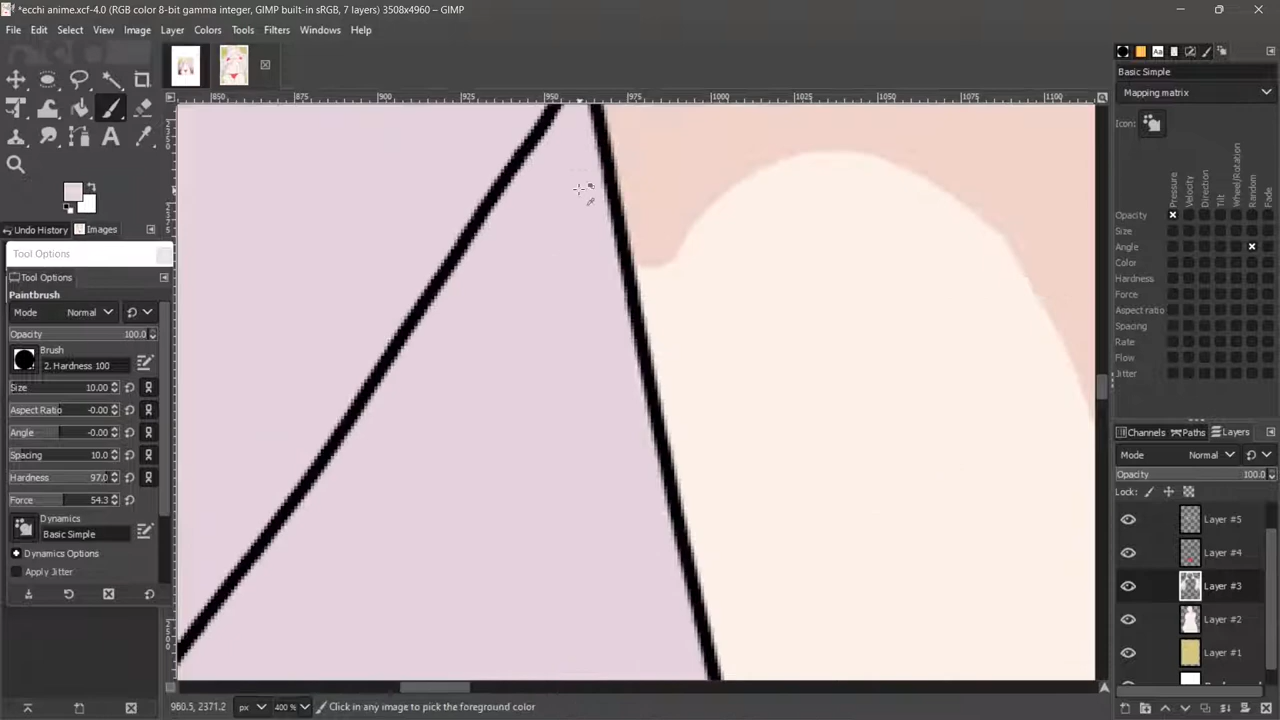 *ecchi anime.xcf-4.0 (RGB color 8-bit gamma integer, GIMP built-in sRGB, 7 layers) 3508x4960 – GIMP
File Edit Select View Image Layer Colors Tools Filters Windows Help
850 875 900 925 950 975 1000 1025 1050 1075 1100
Basic Simple
Mapping matrix
Icon:
Pressure Velocity Direction Tilt Wheel/Rotation Random Fade
Opacity
Size
Angle
Color
Hardness
Force
Aspect ratio
Spacing
Rate
Flow
Jitter
Undo History Images
Tool Options
Tool Options
Paintbrush
Mode Normal
Opacity 100.0
Brush
2. Hardness 100
Size 10.00
Aspect Ratio -0.00
Angle -0.00
Spacing 10.0
Hardness 97.0
Force 54.3
Dynamics
Basic Simple
Dynamics Options
Apply Jitter
Channels Paths Layers
Mode Normal
Opacity 100.0
Lock:
Layer #5
Layer #4
Layer #3
Layer #2
Layer #1
980.5, 2371.2 px 400 % Click in any image to pick the foreground color